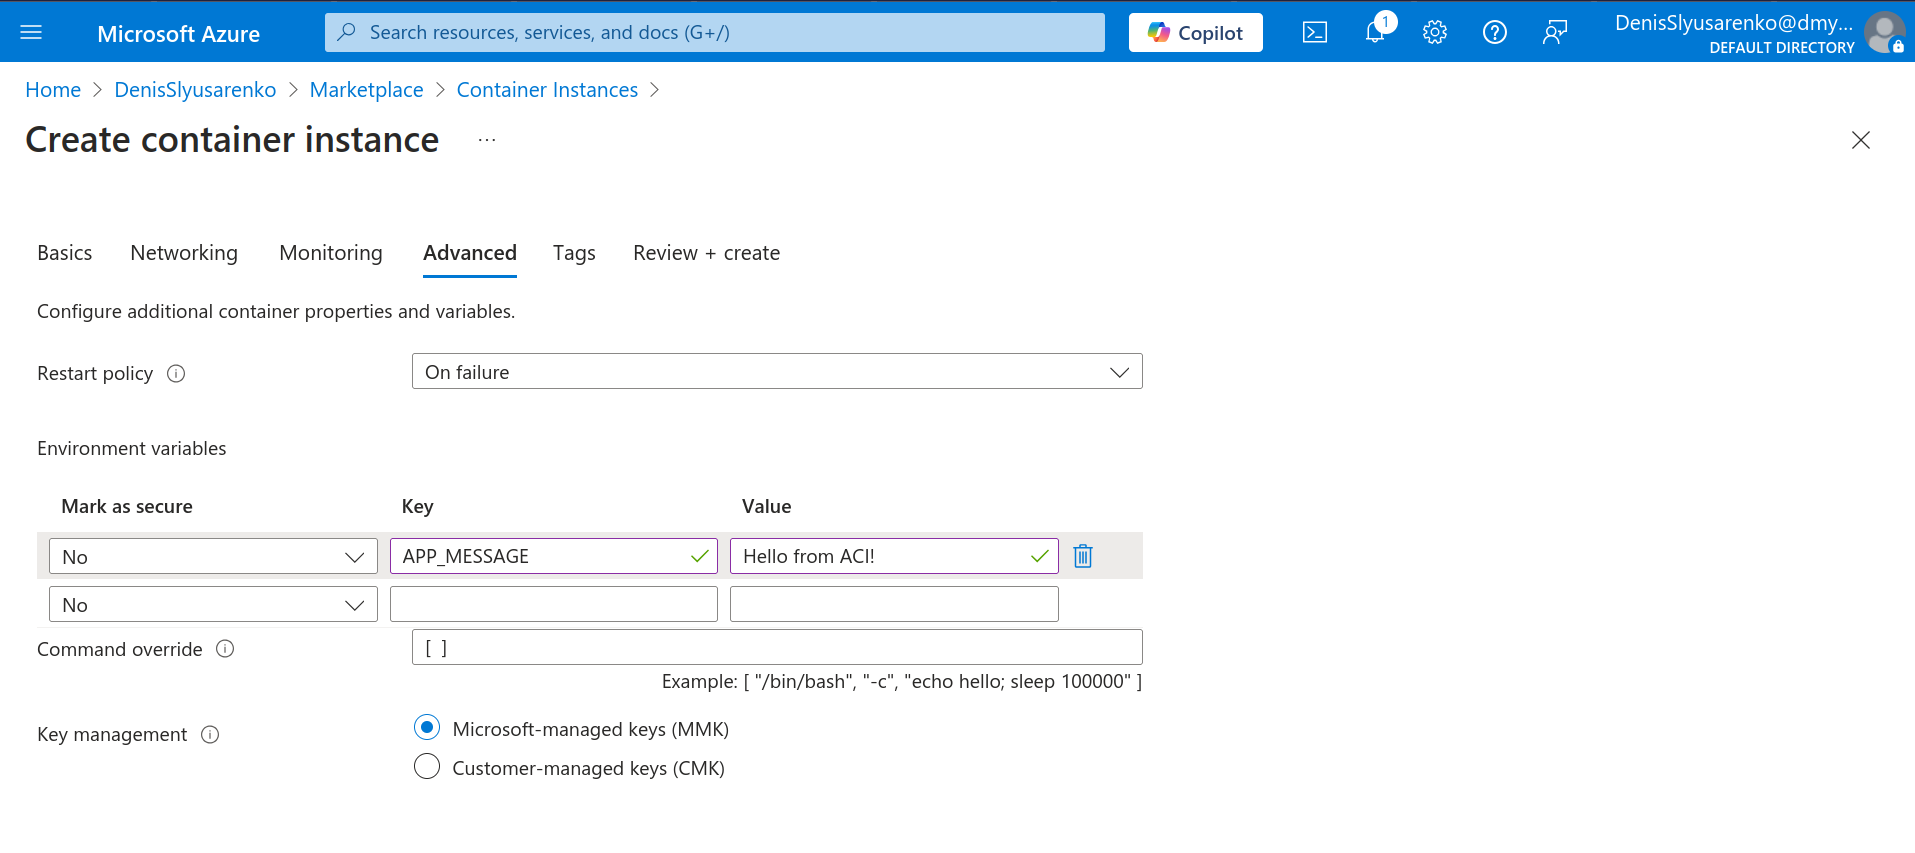 Microsoft Azure
Search resources, services, and docs (G+/)
Copilot
1
DenisSlyusarenko@dmy...
DEFAULT DIRECTORY
Home > DenisSlyusarenko > Marketplace > Container Instances >
Create container instance ...
Basics Networking Monitoring Advanced Tags Review + create
Configure additional container properties and variables.
Restart policy On failure
Environment variables
Mark as secure Key Value
No APP_MESSAGE Hello from ACI!
No
Command override [ ]
Example: [ "/bin/bash", "-c", "echo hello; sleep 100000" ]
Key management Microsoft-managed keys (MMK)
Customer-managed keys (CMK)